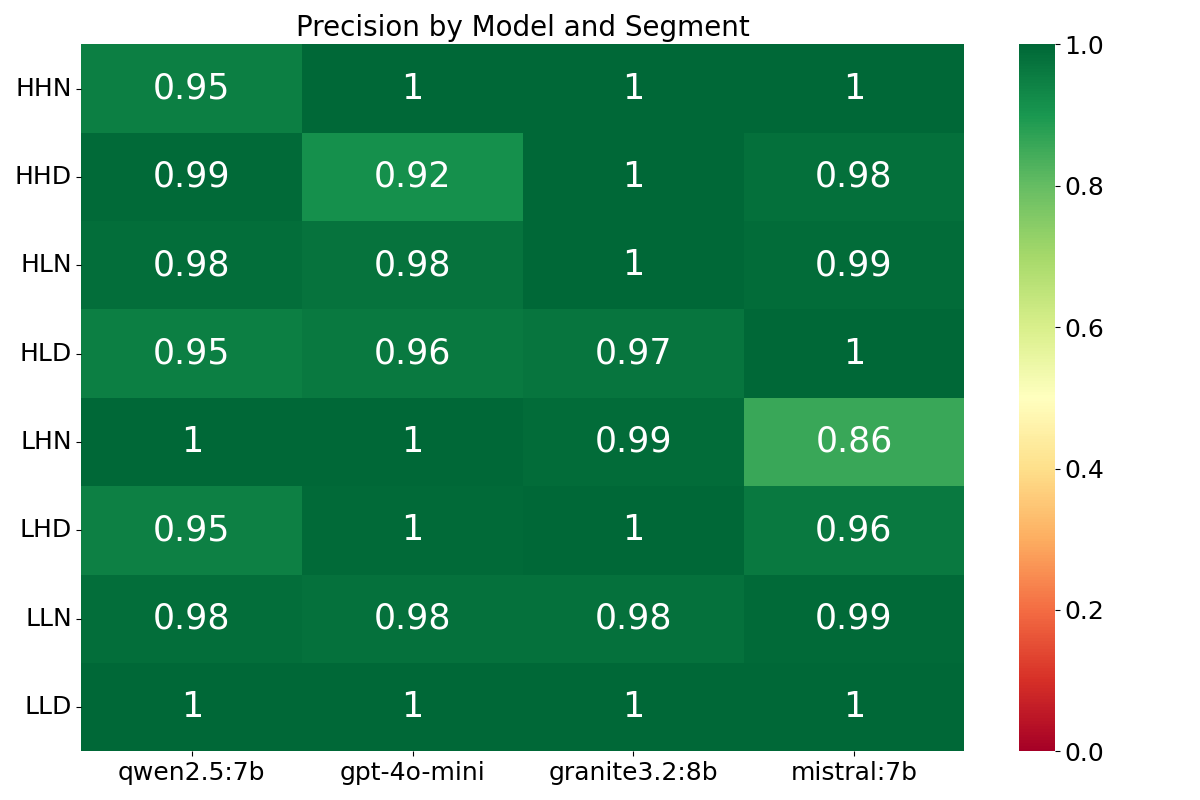 Precision by Model and Segment
HHN 0.95 1 1 1
HHD 0.99 0.92 1 0.98
HLN 0.98 0.98 1 0.99
HLD 0.95 0.96 0.97 1
LHN 1 1 0.99 0.86
LHD 0.95 1 1 0.96
LLN 0.98 0.98 0.98 0.99
LLD 1 1 1 1
qwen2.5:7b gpt-4o-mini granite3.2:8b mistral:7b
1.0
0.8
0.6
0.4
0.2
0.0